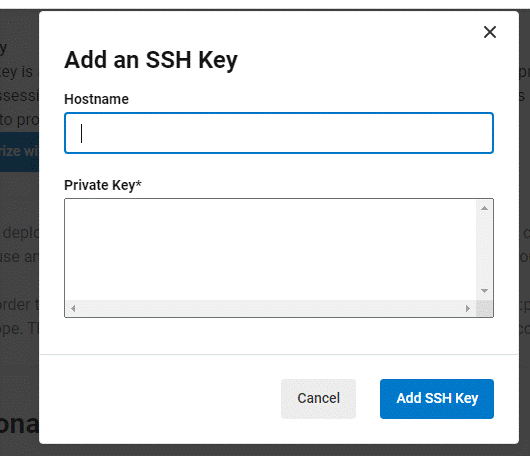 Add an SSH Key
Hostname
Private Key*
Cancel
Add SSH Key
y
ey is
ssessi
to pro
rize wi
deplo
use an
order t
ope. T
ona